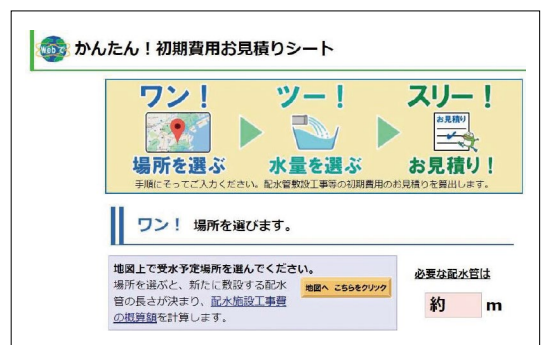 Webで
かんたん！初期費用お見積りシート
ワン！ ツー！ スリー！
お見積り
場所を選ぶ 水量を選ぶ お見積り！
手順にそってご入力ください。配水管敷設工事等の初期費用のお見積りを算出します。
ワン！ 場所を選びます。
地図上で受水予定場所を選んでください。
場所を選ぶと、新たに敷設する配水
管の長さが決まり、配水施設工事費
の概算額を計算します。
地図へ こちらをクリック
必要な配水管は
約 m